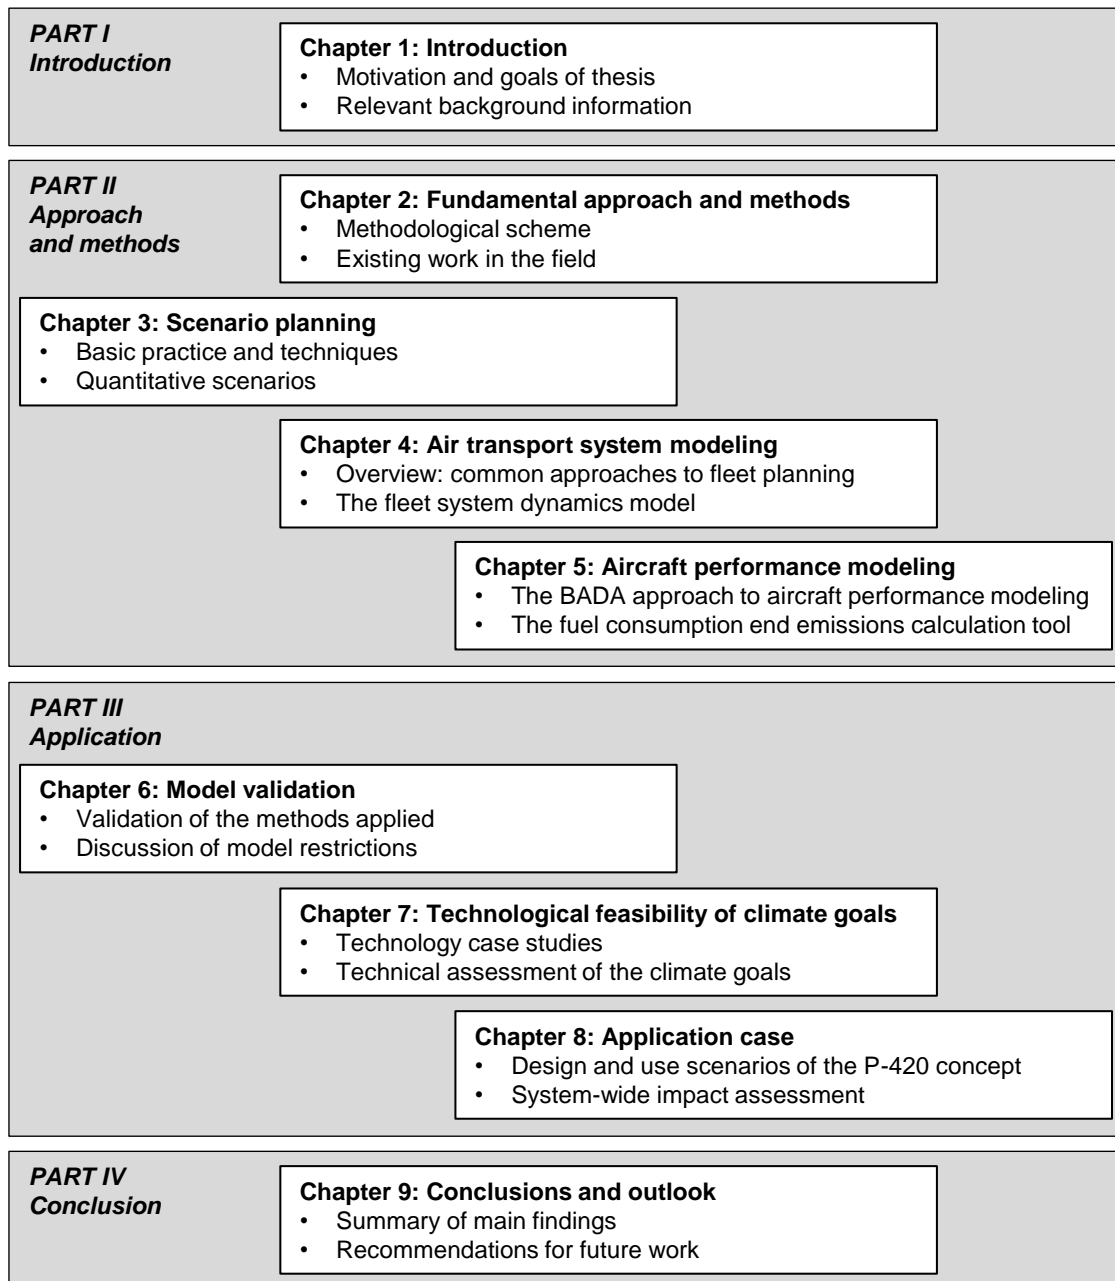 PART I
Introduction
Chapter 1: Introduction
• Motivation and goals of thesis
• Relevant background information
PART II
Approach
and methods
Chapter 2: Fundamental approach and methods
• Methodological scheme
• Existing work in the field
Chapter 3: Scenario planning
• Basic practice and techniques
• Quantitative scenarios
Chapter 4: Air transport system modeling
• Overview: common approaches to fleet planning
• The fleet system dynamics model
Chapter 5: Aircraft performance modeling
• The BADA approach to aircraft performance modeling
• The fuel consumption end emissions calculation tool
PART III
Application
Chapter 6: Model validation
• Validation of the methods applied
• Discussion of model restrictions
Chapter 7: Technological feasibility of climate goals
• Technology case studies
• Technical assessment of the climate goals
Chapter 8: Application case
• Design and use scenarios of the P-420 concept
• System-wide impact assessment
PART IV
Conclusion
Chapter 9: Conclusions and outlook
• Summary of main findings
• Recommendations for future work